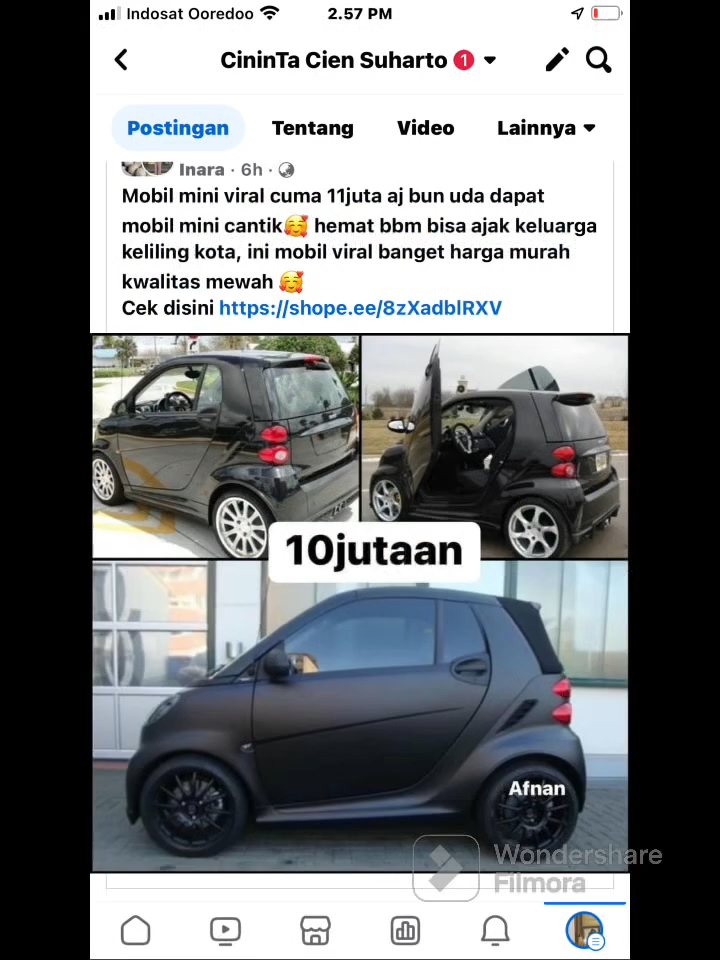 Indosat Ooredoo
2.57 PM
CininTa Cien Suharto 1
Postingan
Tentang
Video
Lainnya
Inara · 6h ·
Mobil mini viral cuma 11juta aj bun uda dapat
mobil mini cantik🥰 hemat bbm bisa ajak keluarga
keliling kota, ini mobil viral banget harga murah
kwalitas mewah 🥰
Cek disini https://shope.ee/8zXadblRXV
10jutaan
Afnan
Wondershare
Filmora